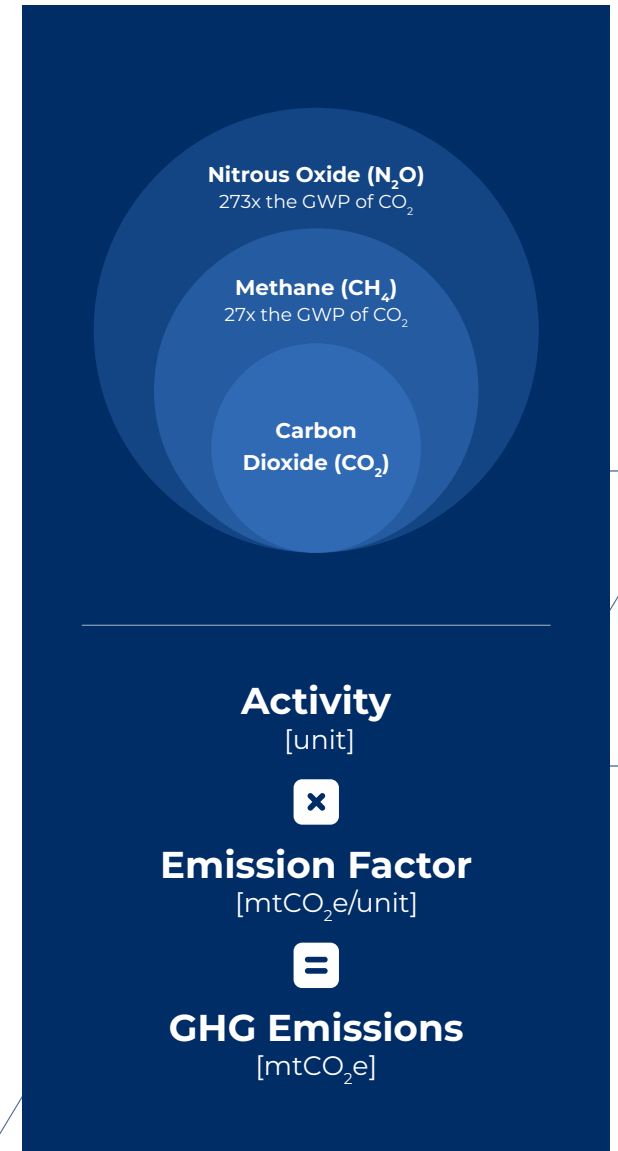 Nitrous Oxide (N₂O)
273x the GWP of CO₂
Methane (CH₄)
27x the GWP of CO₂
Carbon
Dioxide (CO₂)
Activity
[unit]
×
Emission Factor
[mtCO₂e/unit]
=
GHG Emissions
[mtCO₂e]